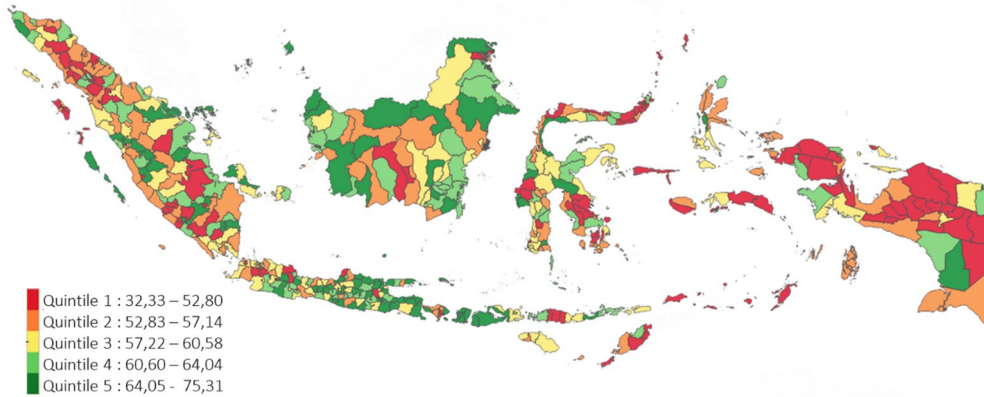 Quintile 1 : 32,33 – 52,80
Quintile 2 : 52,83 – 57,14
Quintile 3 : 57,22 – 60,58
Quintile 4 : 60,60 – 64,04
Quintile 5 : 64,05 - 75,31